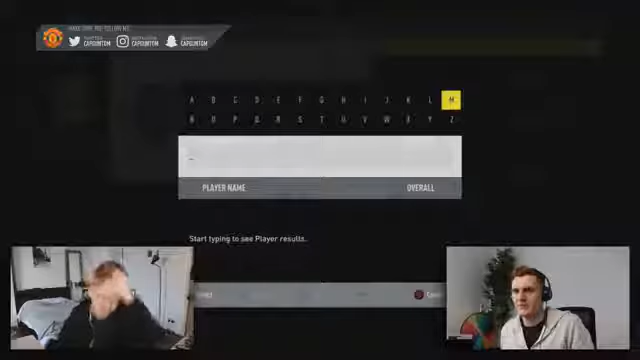 CAPGUNTOM CAPGUNTOM CAPGUNTOM
A B C D E F G H I J K L M
N O P Q R S T U V W X Y Z
PLAYER NAME OVERALL
Start typing to see Player results.